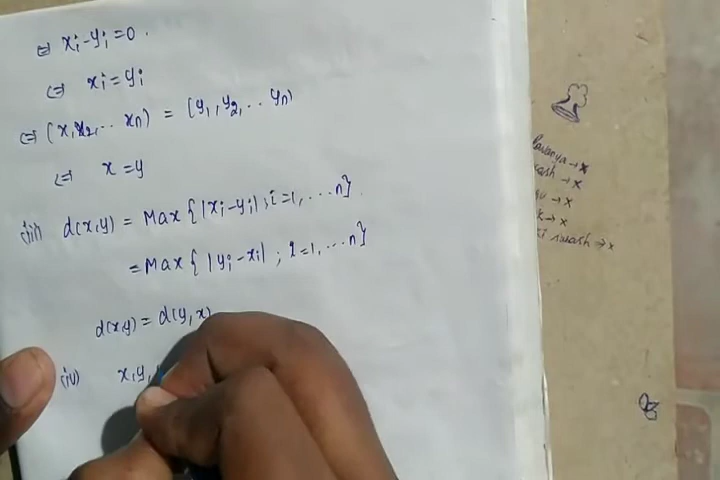 ⇔ xᵢ-yᵢ=0.
⇔ xᵢ=yᵢ
⇔ (x, x₂, .. xₙ) = (y₁, y₂, .. yₙ)
⇔ x=y
(iii) d(x,y) = Max {|xᵢ-yᵢ|, i=1, ...n}.
= Max { |yᵢ-xᵢ| ; i=1, ...n}
d(x,y) = d(y,x)
(iv) x,y,